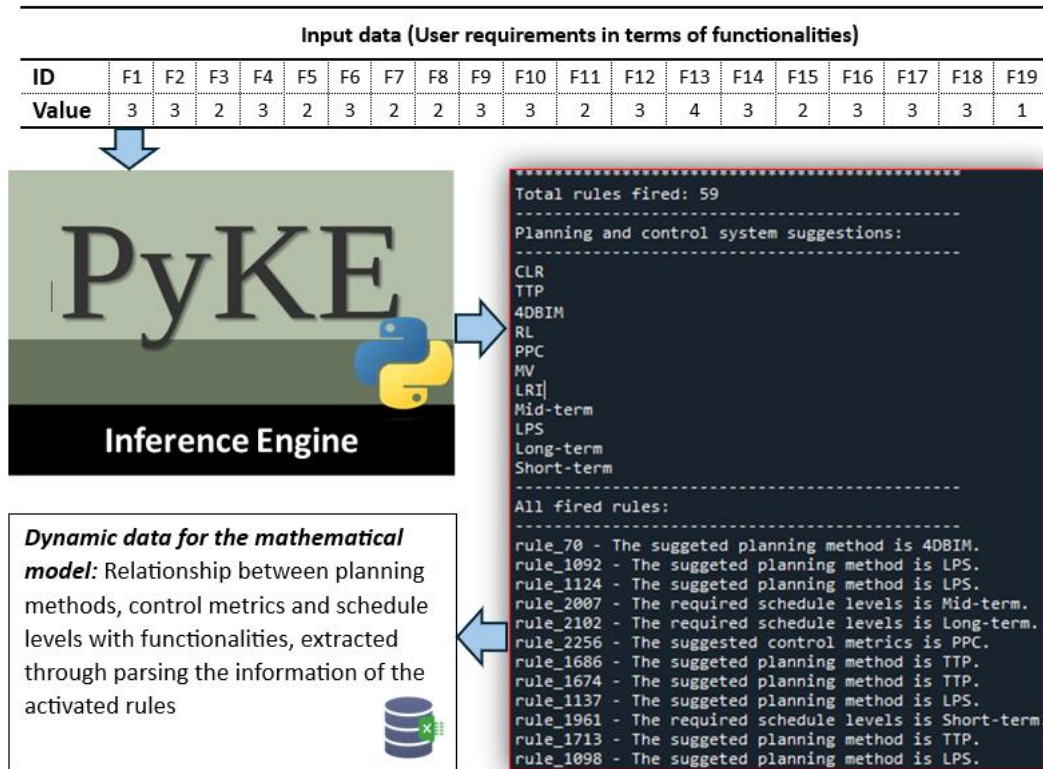 Input data (User requirements in terms of functionalities)
ID F1 F2 F3 F4 F5 F6 F7 F8 F9 F10 F11 F12 F13 F14 F15 F16 F17 F18 F19
Value 3 3 2 3 2 3 2 2 3 3 2 3 4 3 2 3 3 3 1
PyKE
Inference Engine
***********************************************
Total rules fired: 59
-----------------------------------------------
Planning and control system suggestions:
-----------------------------------------------
CLR
TTP
4DBIM
RL
PPC
MV
LRI
Mid-term
LPS
Long-term
Short-term
-----------------------------------------------
All fired rules:
-----------------------------------------------
rule_70 - The suggeted planning method is 4DBIM.
rule_1092 - The suggeted planning method is LPS.
rule_1124 - The suggeted planning method is LPS.
rule_2007 - The required schedule levels is Mid-term.
rule_2102 - The required schedule levels is Long-term.
rule_2256 - The suggested control metrics is PPC.
rule_1686 - The suggeted planning method is TTP.
rule_1674 - The suggeted planning method is TTP.
rule_1137 - The suggeted planning method is LPS.
rule_1961 - The required schedule levels is Short-term.
rule_1713 - The suggeted planning method is TTP.
rule_1098 - The suggeted planning method is LPS.
Dynamic data for the mathematical
model: Relationship between planning
methods, control metrics and schedule
levels with functionalities, extracted
through parsing the information of the
activated rules
X